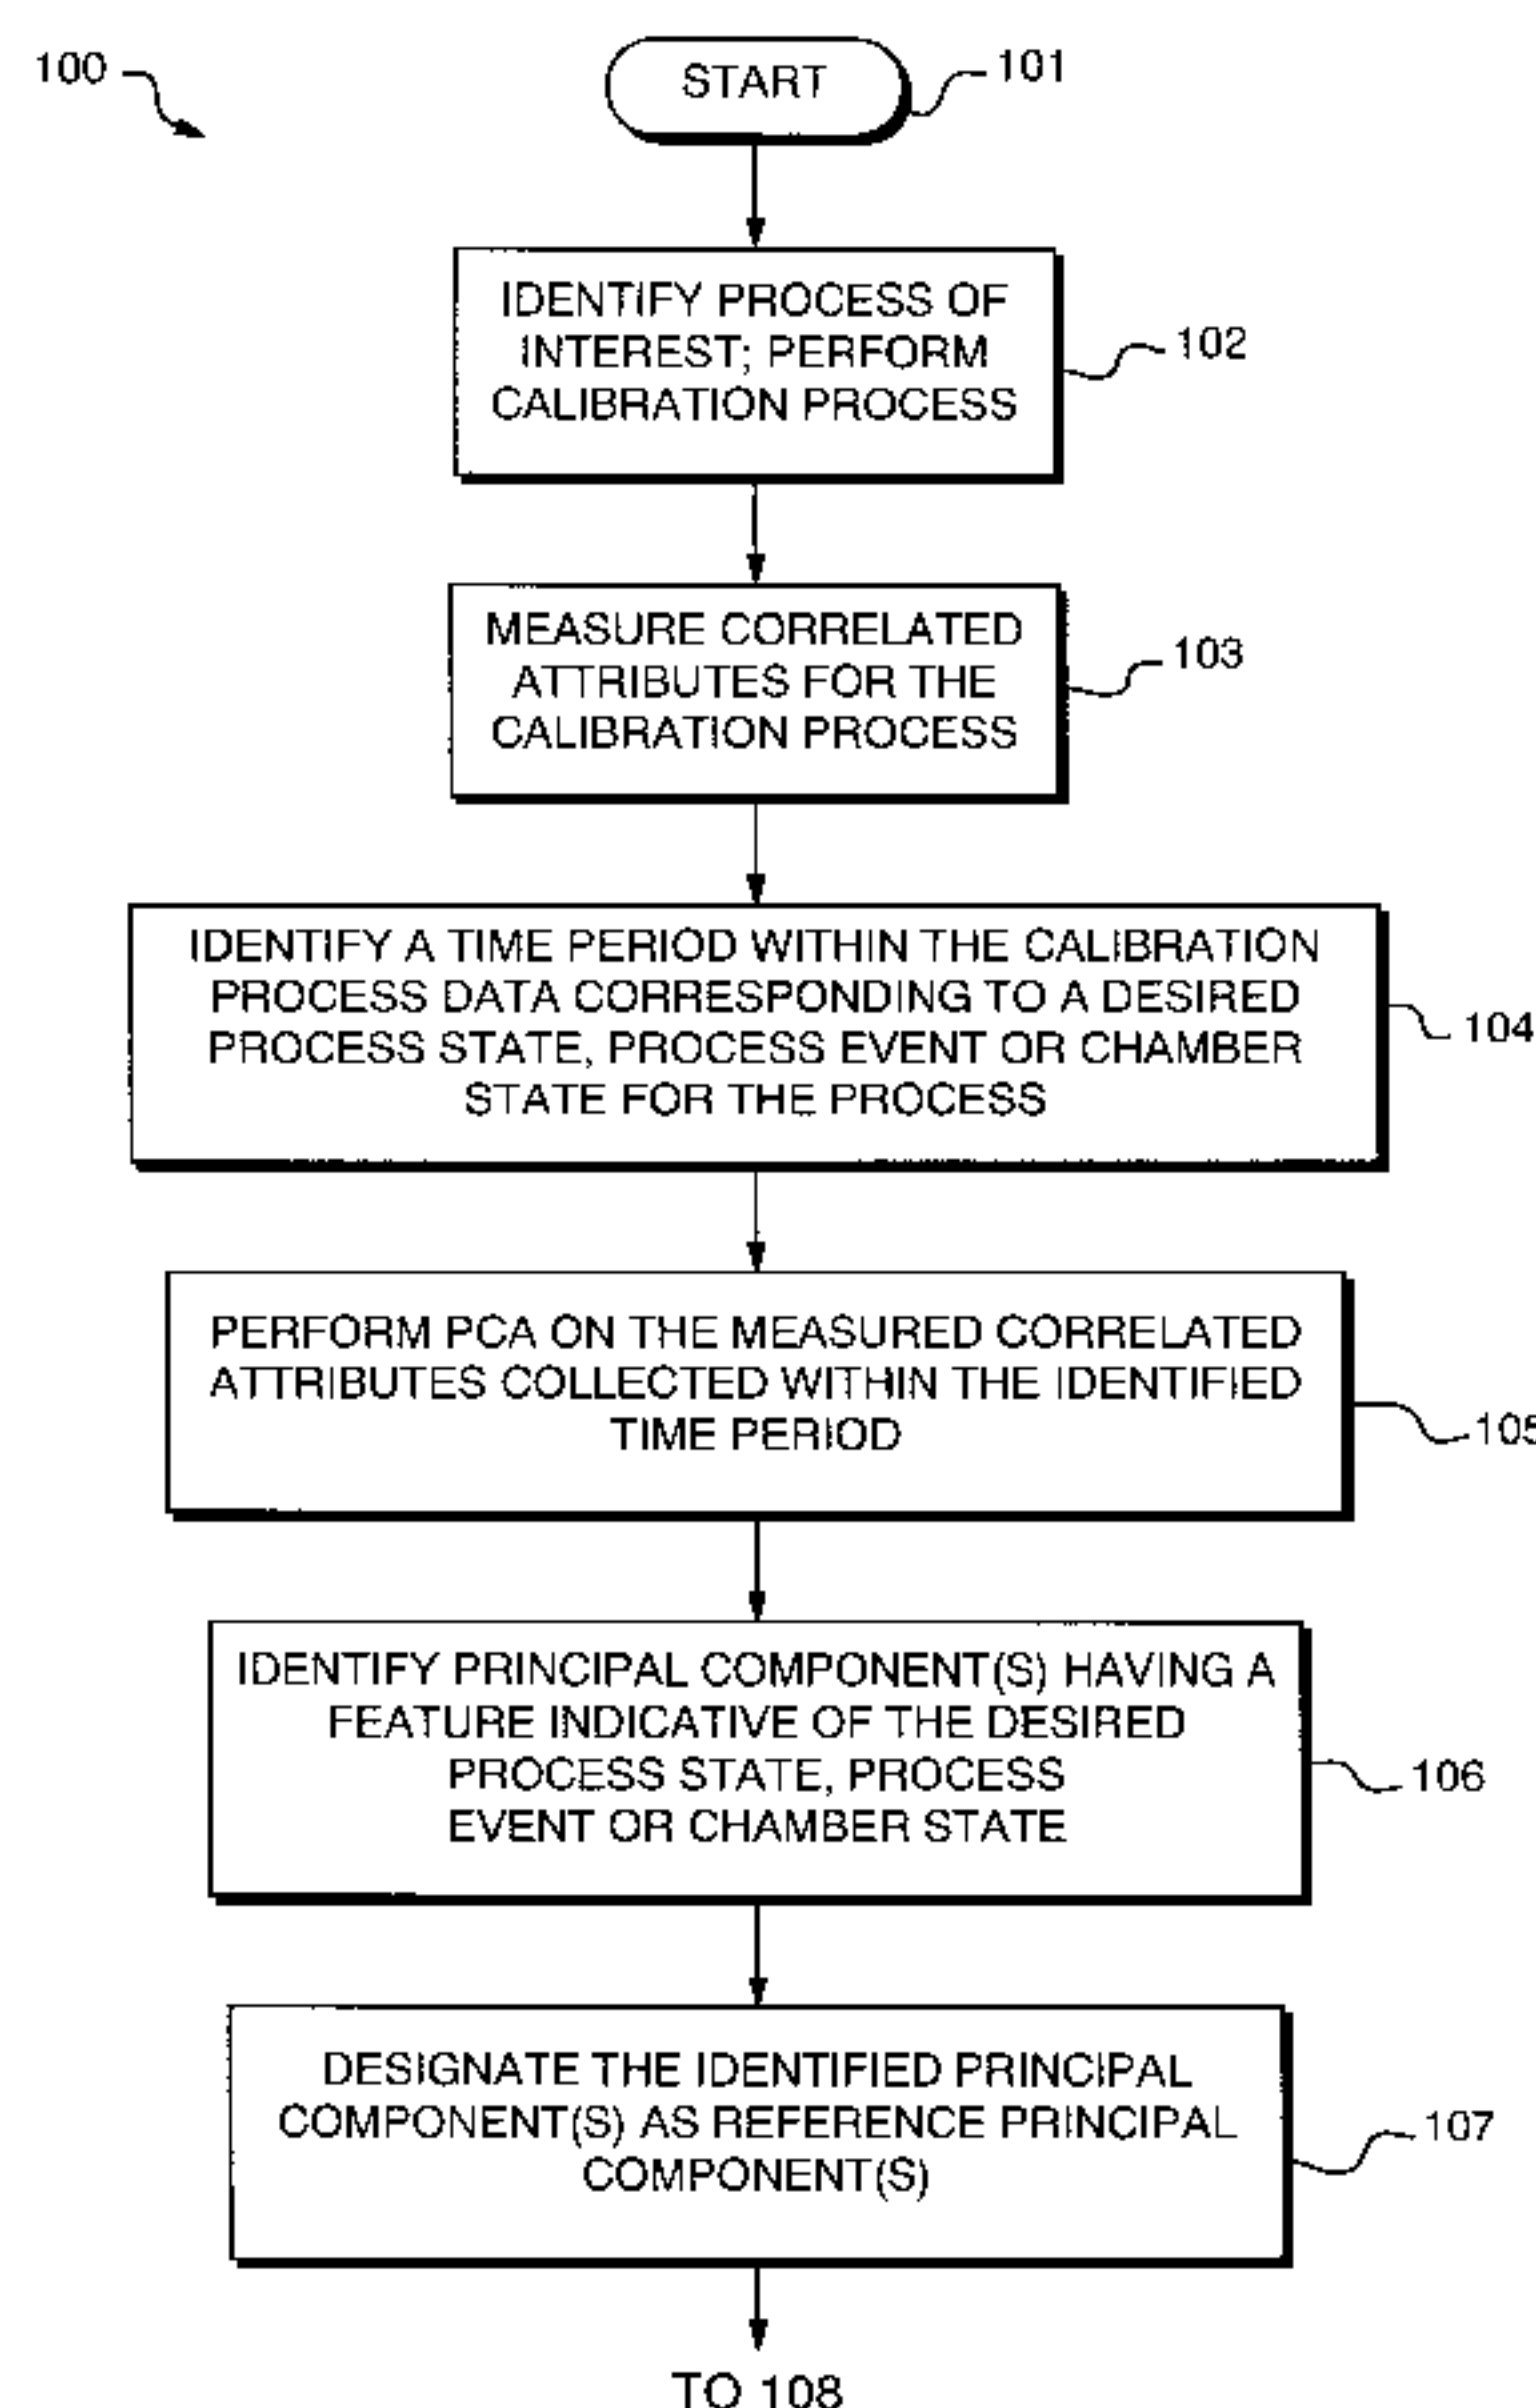 100
START
101
IDENTIFY PROCESS OF
INTEREST; PERFORM
CALIBRATION PROCESS
102
MEASURE CORRELATED
ATTRIBUTES FOR THE
CALIBRATION PROCESS
103
IDENTIFY A TIME PERIOD WITHIN THE CALIBRATION
PROCESS DATA CORRESPONDING TO A DESIRED
PROCESS STATE, PROCESS EVENT OR CHAMBER
STATE FOR THE PROCESS
104
PERFORM PCA ON THE MEASURED CORRELATED
ATTRIBUTES COLLECTED WITHIN THE IDENTIFIED
TIME PERIOD
105
IDENTIFY PRINCIPAL COMPONENT(S) HAVING A
FEATURE INDICATIVE OF THE DESIRED
PROCESS STATE, PROCESS
EVENT OR CHAMBER STATE
106
DESIGNATE THE IDENTIFIED PRINCIPAL
COMPONENT(S) AS REFERENCE PRINCIPAL
COMPONENT(S)
107
TO 108